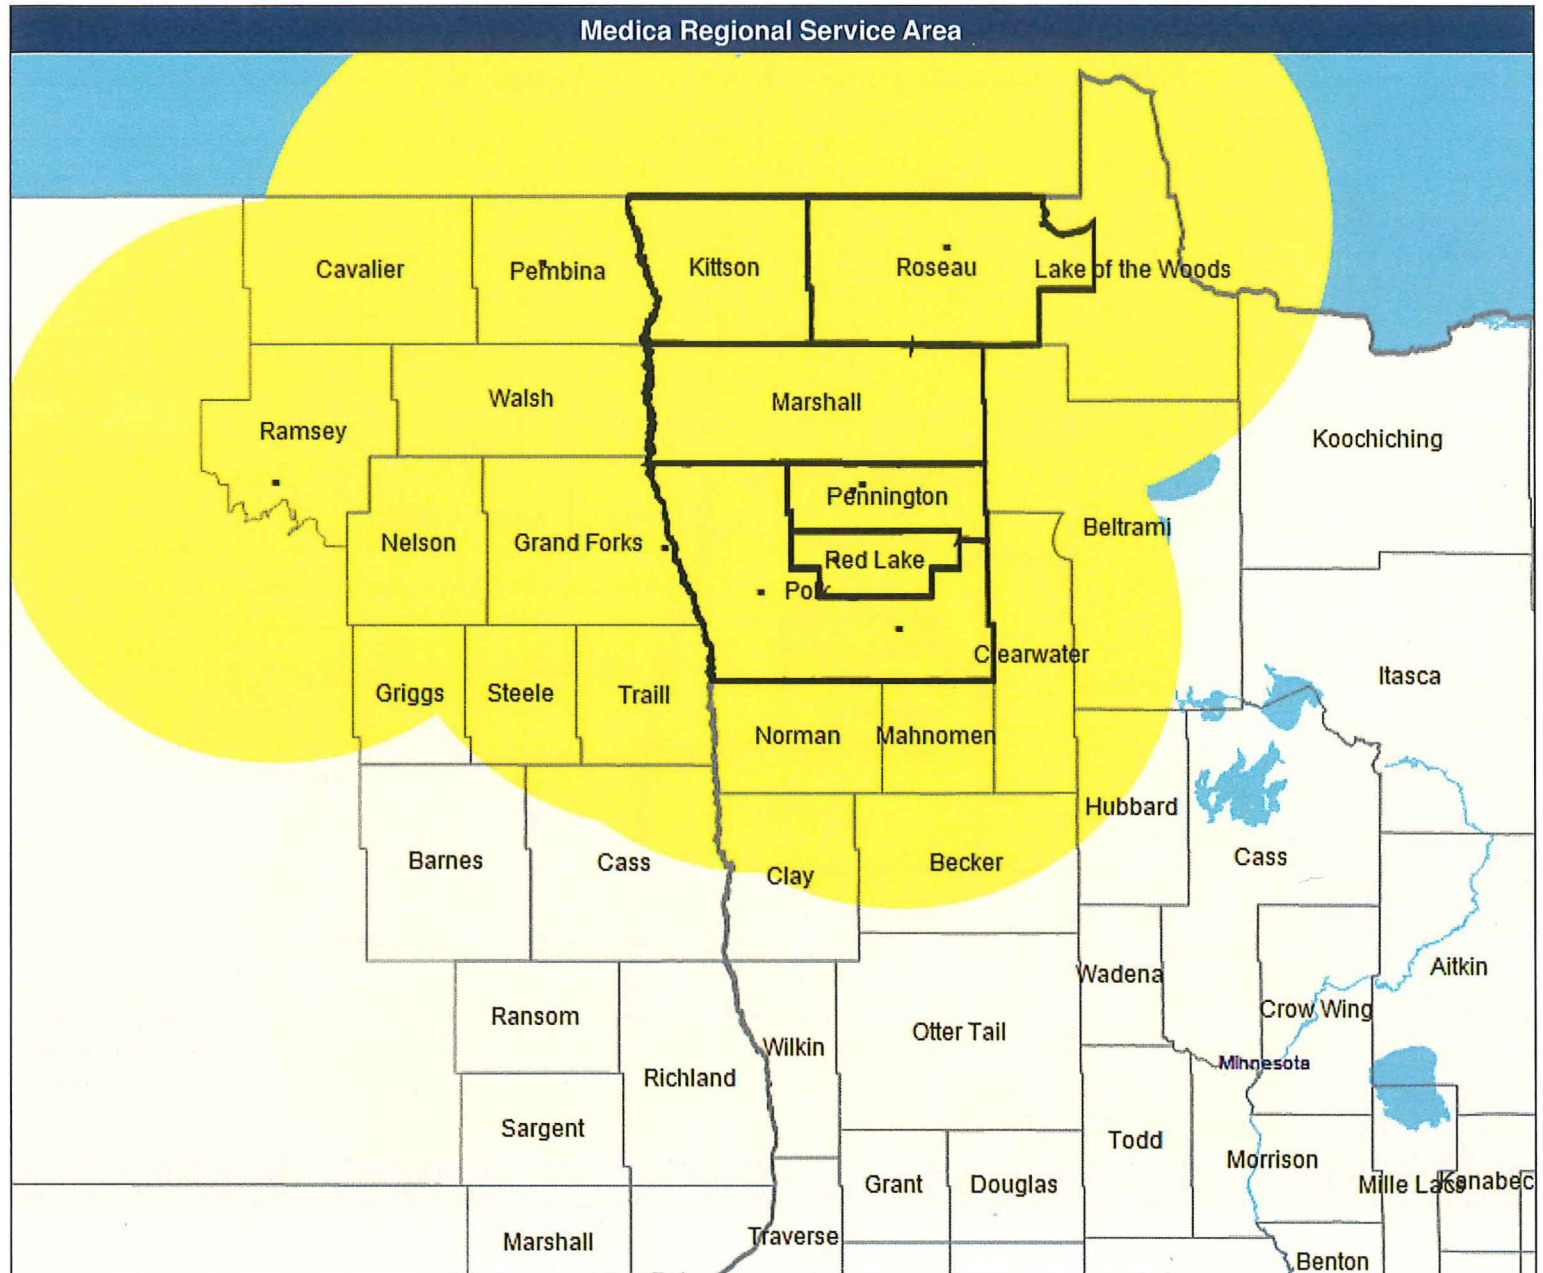 Medica Regional Service Area
Cavalier
Pembina
Kittson
Roseau
Lake of the Woods
Walsh
Marshall
Ramsey
Koochiching
Pennington
Nelson
Grand Forks
Beltrami
Red Lake
Polk
Clearwater
Griggs
Steele
Traill
Itasca
Norman
Mahnomen
Hubbard
Barnes
Cass
Clay
Becker
Cass
Wadena
Aitkin
Ransom
Crow Wing
Otter Tail
Wilkin
Minnesota
Richland
Sargent
Todd
Morrison
Grant
Douglas
Mille Lacs
Kanabec
Marshall
Traverse
Benton